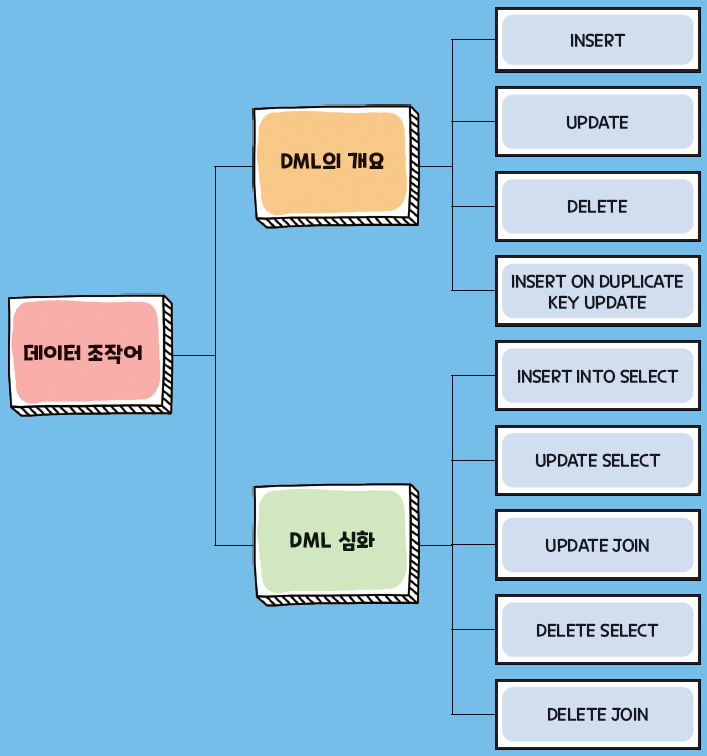 데이터 조작어
DML의 개요
INSERT
UPDATE
DELETE
INSERT ON DUPLICATE
KEY UPDATE
DML 심화
INSERT INTO SELECT
UPDATE SELECT
UPDATE JOIN
DELETE SELECT
DELETE JOIN